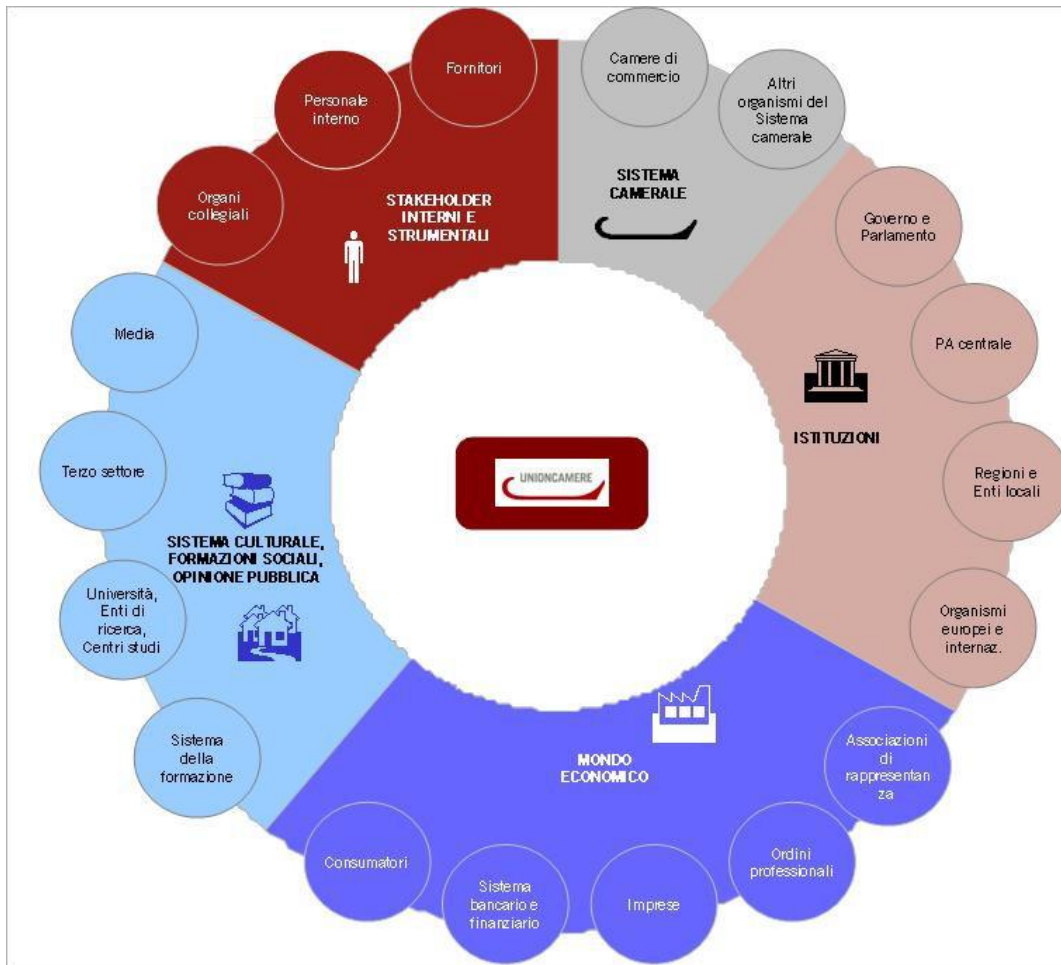 Fornitori
Personale
interno
Organi
collegiali
STAKEHOLDER
INTERNI E
STRUMENTALI
Camere di
commercio
Altri
organismi del
Sistema
camerale
SISTEMA
CAMERALE
Governo e
Parlamento
PA centrale
Regioni e
Enti locali
Organismi
europei e
internaz.
ISTITUZIONI
UNIONCAMERE
Media
Terzo settore
Università,
Enti di
ricerca,
Centri studi
Sistema
della
formazione
SISTEMA CULTURALE,
FORMAZIONI SOCIALI,
OPINIONE PUBBLICA
MONDO
ECONOMICO
Associazioni
di
rappresentan
za
Ordini
professionali
Imprese
Sistema
bancario e
finanziario
Consumatori